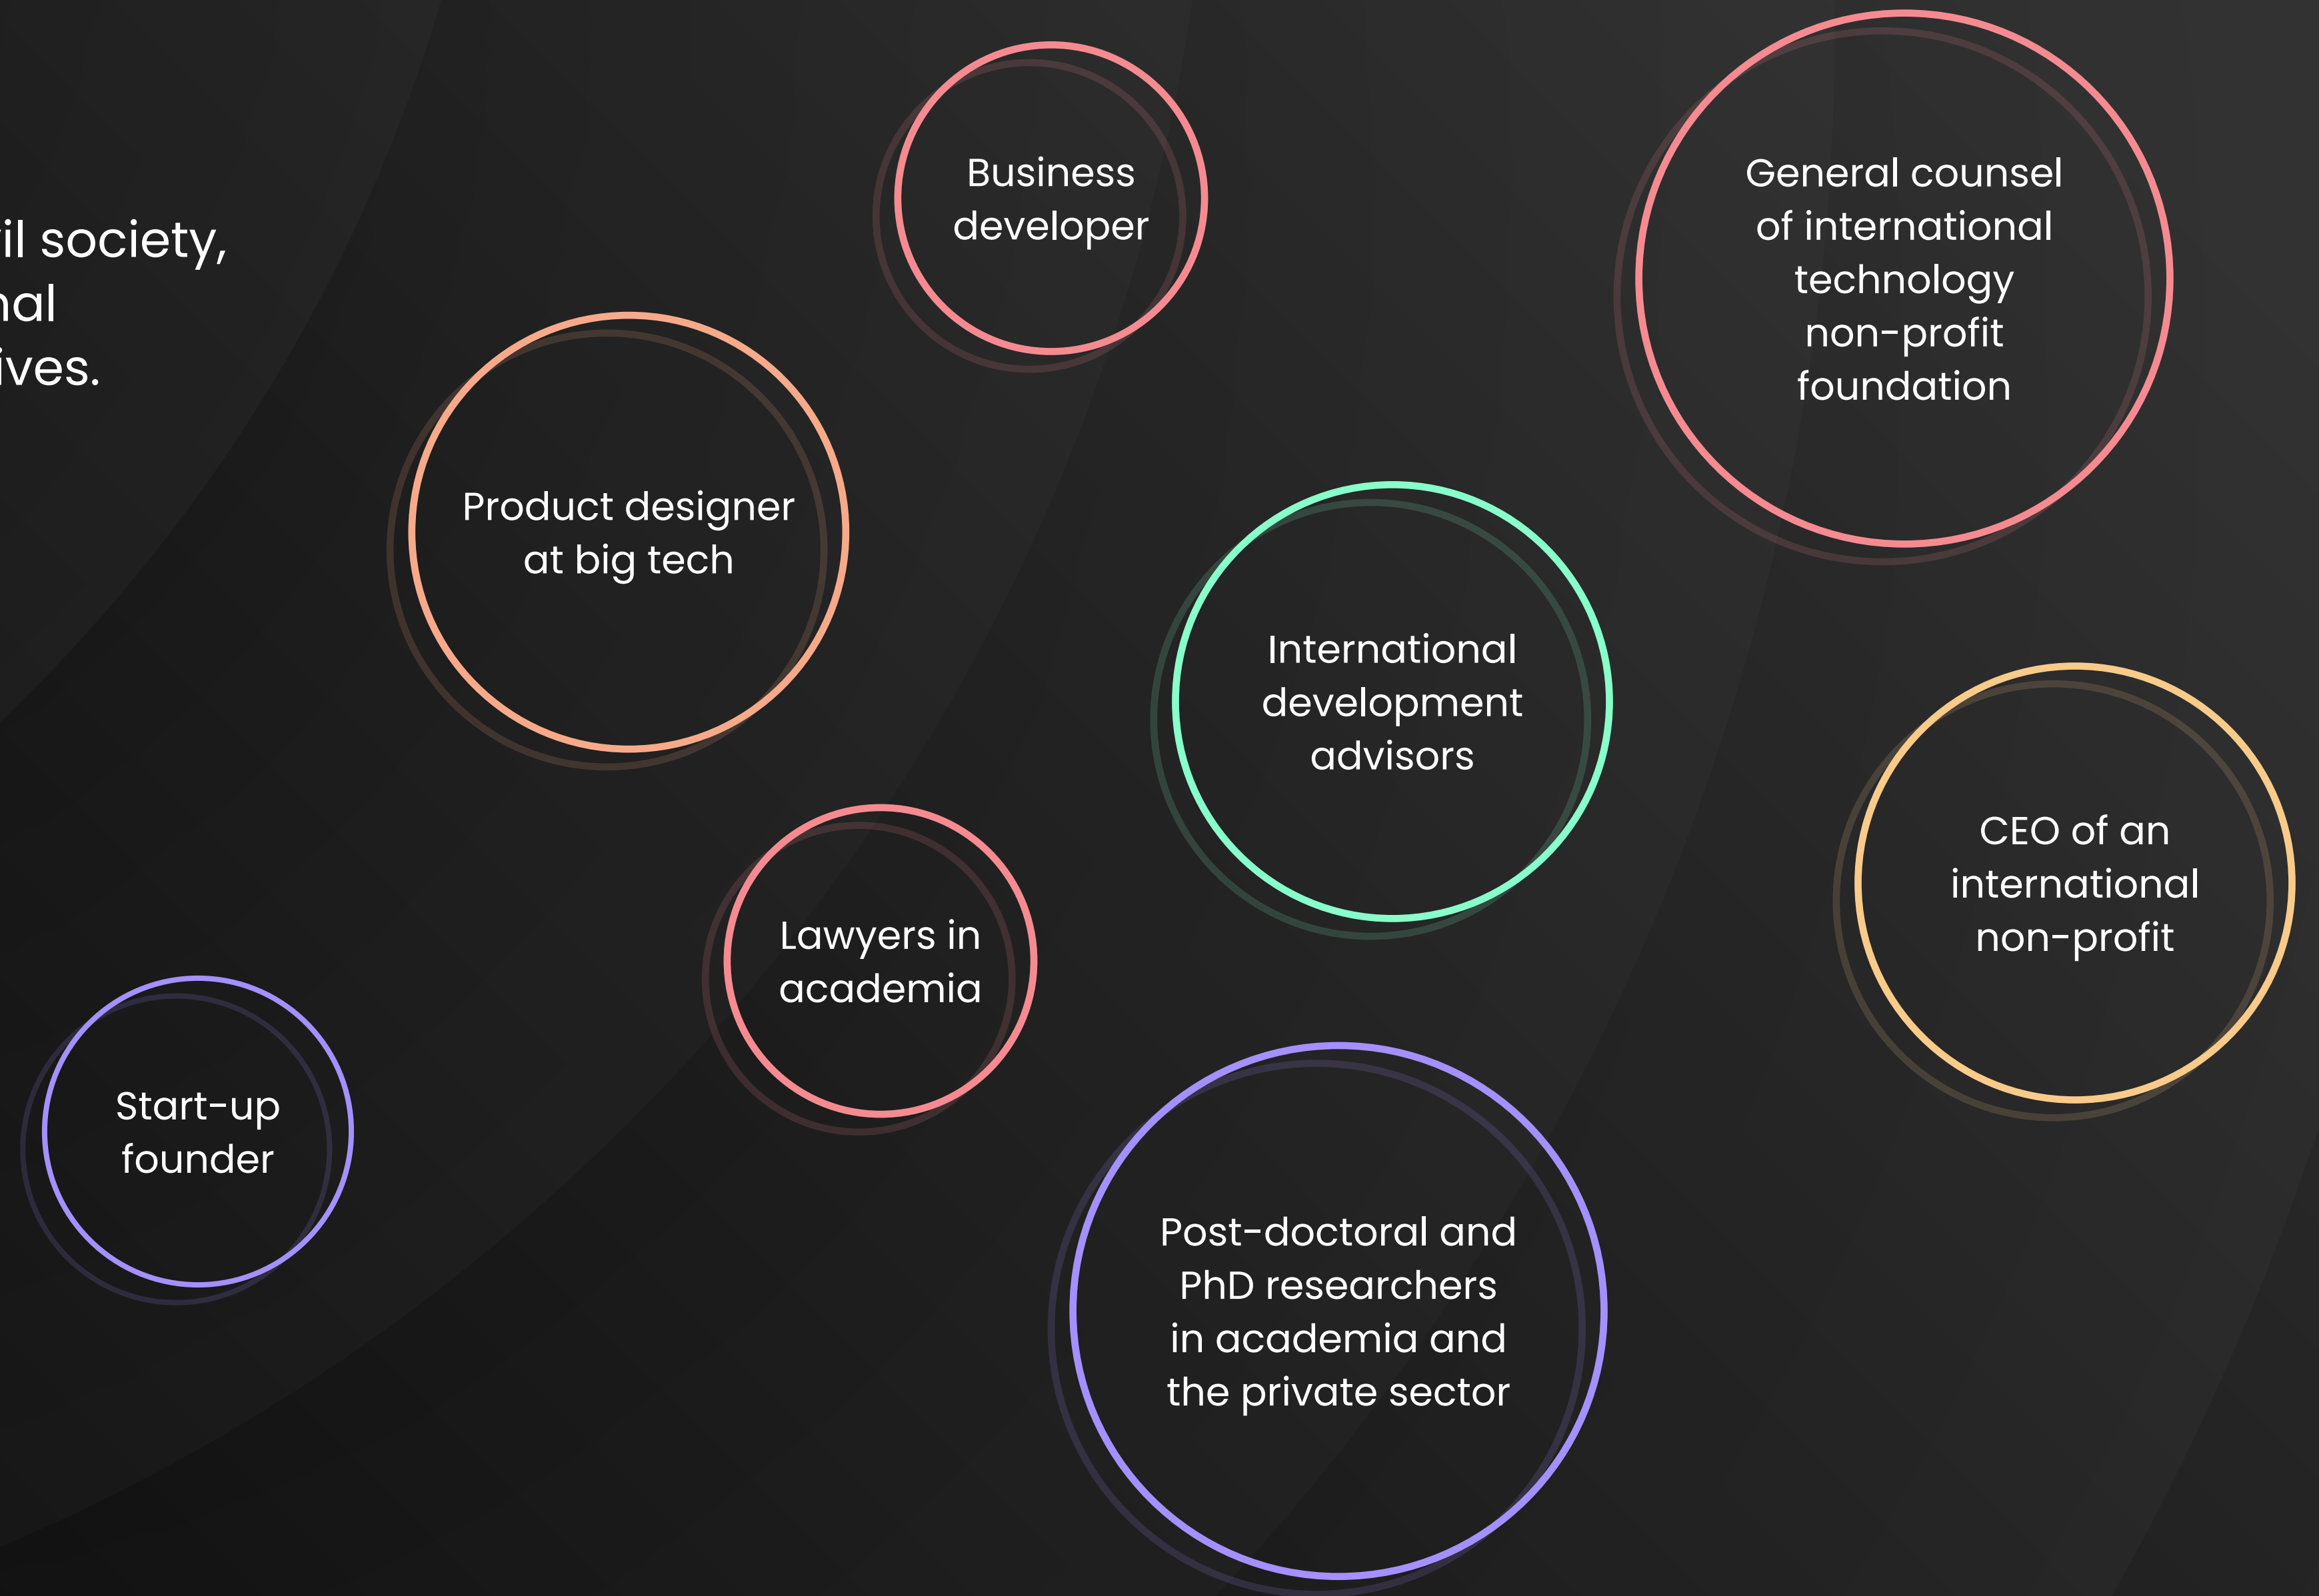 il society,
nal
ives.
Business
developer
General counsel
of international
technology
non-profit
foundation
Product designer
at big tech
International
development
advisors
CEO of an
international
non-profit
Lawyers in
academia
Start-up
founder
Post-doctoral and
PhD researchers
in academia and
the private sector